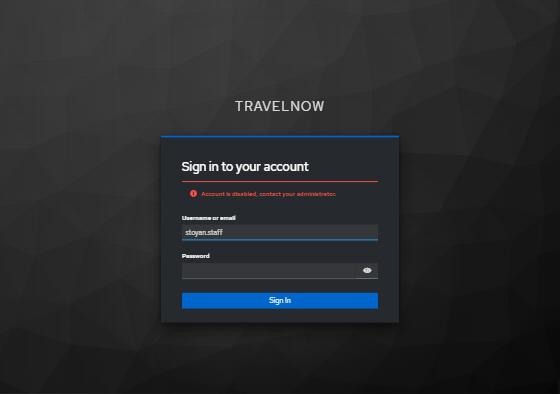 TRAVELNOW
Sign in to your account
Account is disabled, contact your administrator.
Username or email
stoyan.staff
Password
Sign In